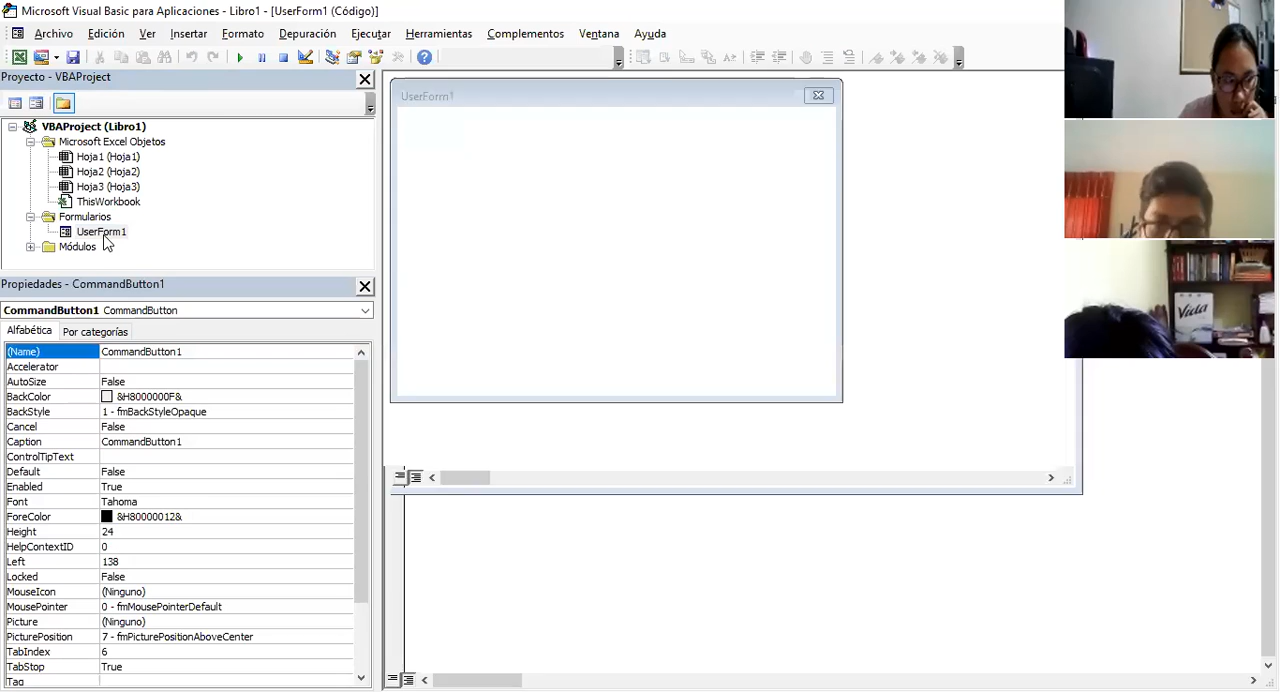 Microsoft Visual Basic para Aplicaciones - Libro1 - [UserForm1 (Código)]
Archivo Edición Ver Insertar Formato Depuración Ejecutar Herramientas Complementos Ventana Ayuda
Proyecto - VBAProject
VBAProject (Libro1)
Microsoft Excel Objetos
Hoja1 (Hoja1)
Hoja2 (Hoja2)
Hoja3 (Hoja3)
ThisWorkbook
Formularios
UserForm1
Módulos
Propiedades - CommandButton1
CommandButton1 CommandButton
Alfabética Por categorías
(Name) CommandButton1
Accelerator
AutoSize False
BackColor &H8000000F&
BackStyle 1 - fmBackStyleOpaque
Cancel False
Caption CommandButton1
ControlTipText
Default False
Enabled True
Font Tahoma
ForeColor &H80000012&
Height 24
HelpContextID 0
Left 138
Locked False
MouseIcon (Ninguno)
MousePointer 0 - fmMousePointerDefault
Picture (Ninguno)
PicturePosition 7 - fmPicturePositionAboveCenter
TabIndex 6
TabStop True
Tag
UserForm1
Vida